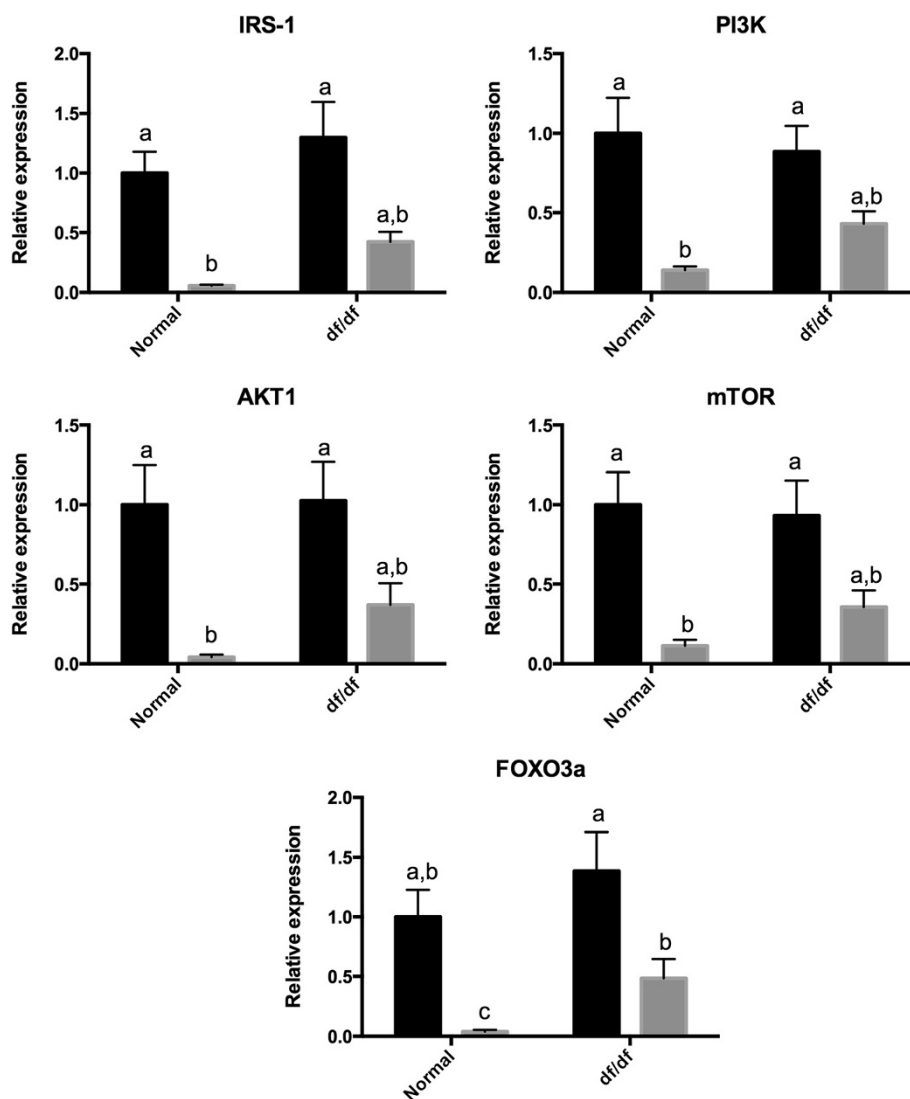 IRS-1
Relative expression
2.0
1.5
1.0
0.5
0.0
a
b
a
a,b
Normal
df/df
PI3K
Relative expression
1.5
1.0
0.5
0.0
a
b
a
a,b
Normal
df/df
AKT1
Relative expression
1.5
1.0
0.5
0.0
a
b
a
a,b
Normal
df/df
mTOR
Relative expression
1.5
1.0
0.5
0.0
a
b
a
a,b
Normal
df/df
FOXO3a
Relative expression
2.0
1.5
1.0
0.5
0.0
a,b
c
a
b
Normal
df/df